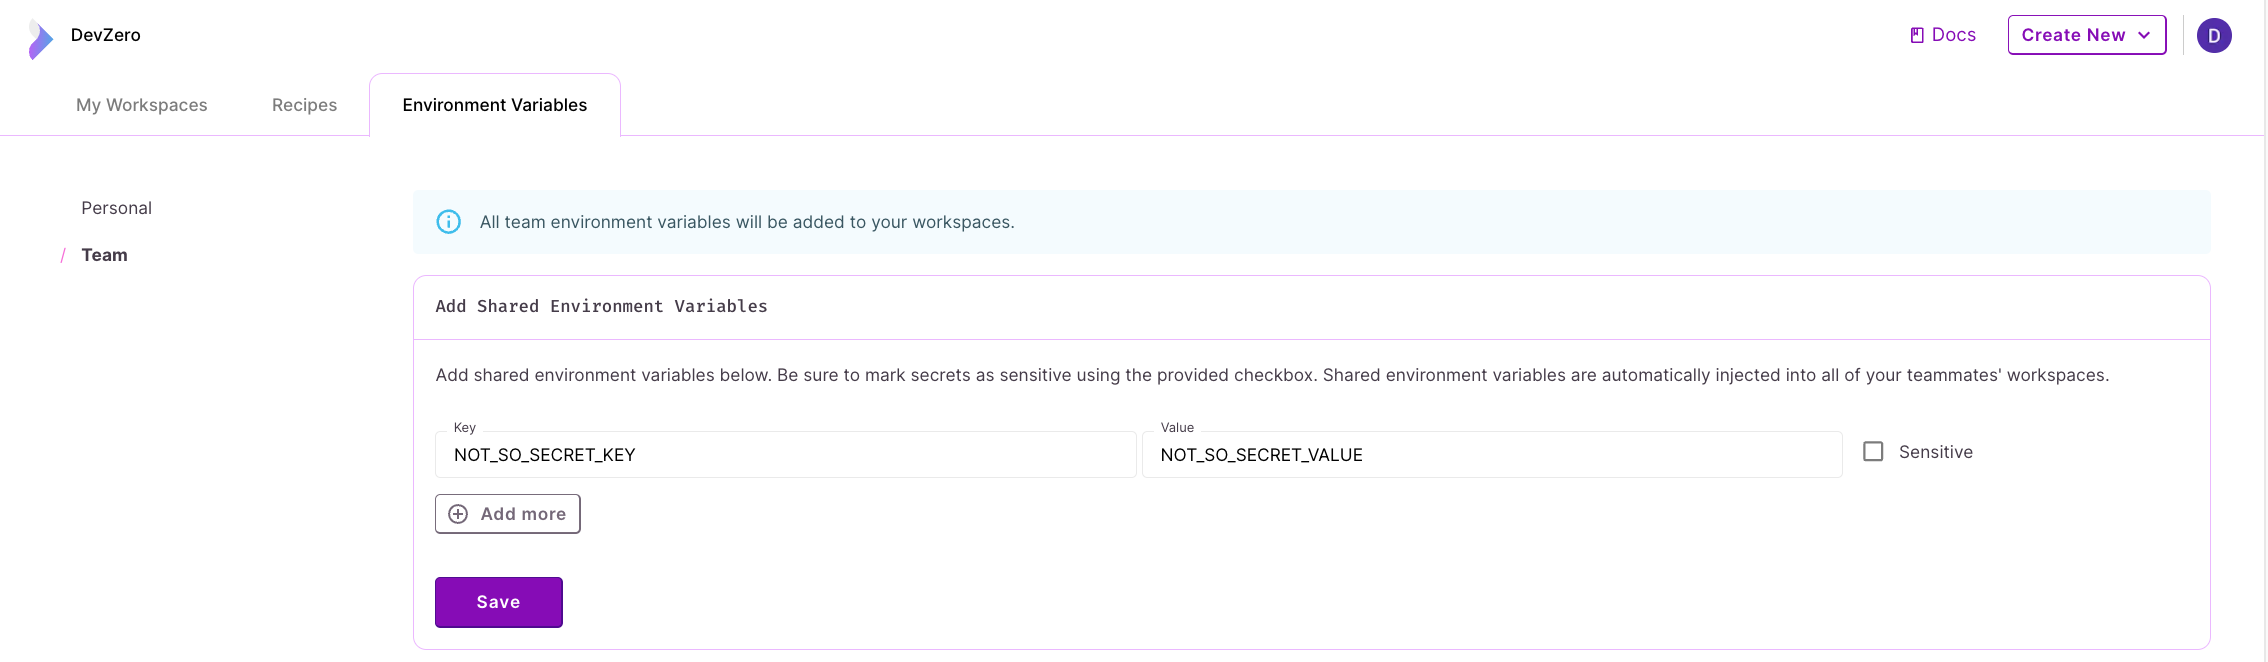 DevZero
Docs
Create New
D
My Workspaces
Recipes
Environment Variables
Personal
/ Team
All team environment variables will be added to your workspaces.
Add Shared Environment Variables
Add shared environment variables below. Be sure to mark secrets as sensitive using the provided checkbox. Shared environment variables are automatically injected into all of your teammates' workspaces.
Key
NOT_SO_SECRET_KEY
Value
NOT_SO_SECRET_VALUE
Sensitive
Add more
Save